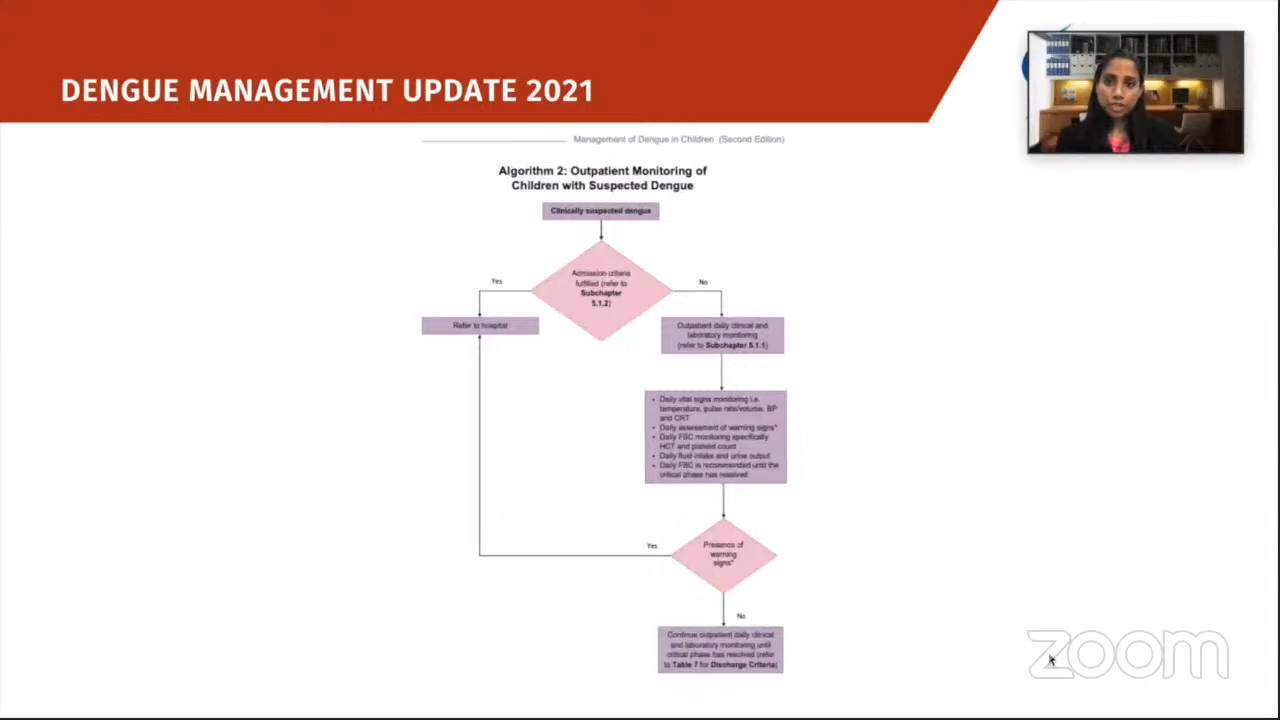 DENGUE MANAGEMENT UPDATE 2021
Management of Dengue in Children (Second Edition)
Algorithm 2: Outpatient Monitoring of
Children with Suspected Dengue
Clinically suspected dengue
Admission criteria
fulfilled (refer to
Subchapter
5.1.2)
Yes
No
Refer to hospital
Outpatient daily clinical and
laboratory monitoring
(refer to Subchapter 5.1.1)
• Daily vital signs monitoring i.e.
temperature, pulse rate/volume, BP
and CRT
• Daily assessment of warning signs*
• Daily FBC monitoring specifically
HCT and platelet count
• Daily fluid intake and urine output
• Daily FBC is recommended until the
critical phase has resolved
Yes
Presence of
warning
signs*
No
Continue outpatient daily clinical
and laboratory monitoring until
critical phase has resolved (refer
to Table 7 for Discharge Criteria)
zoom